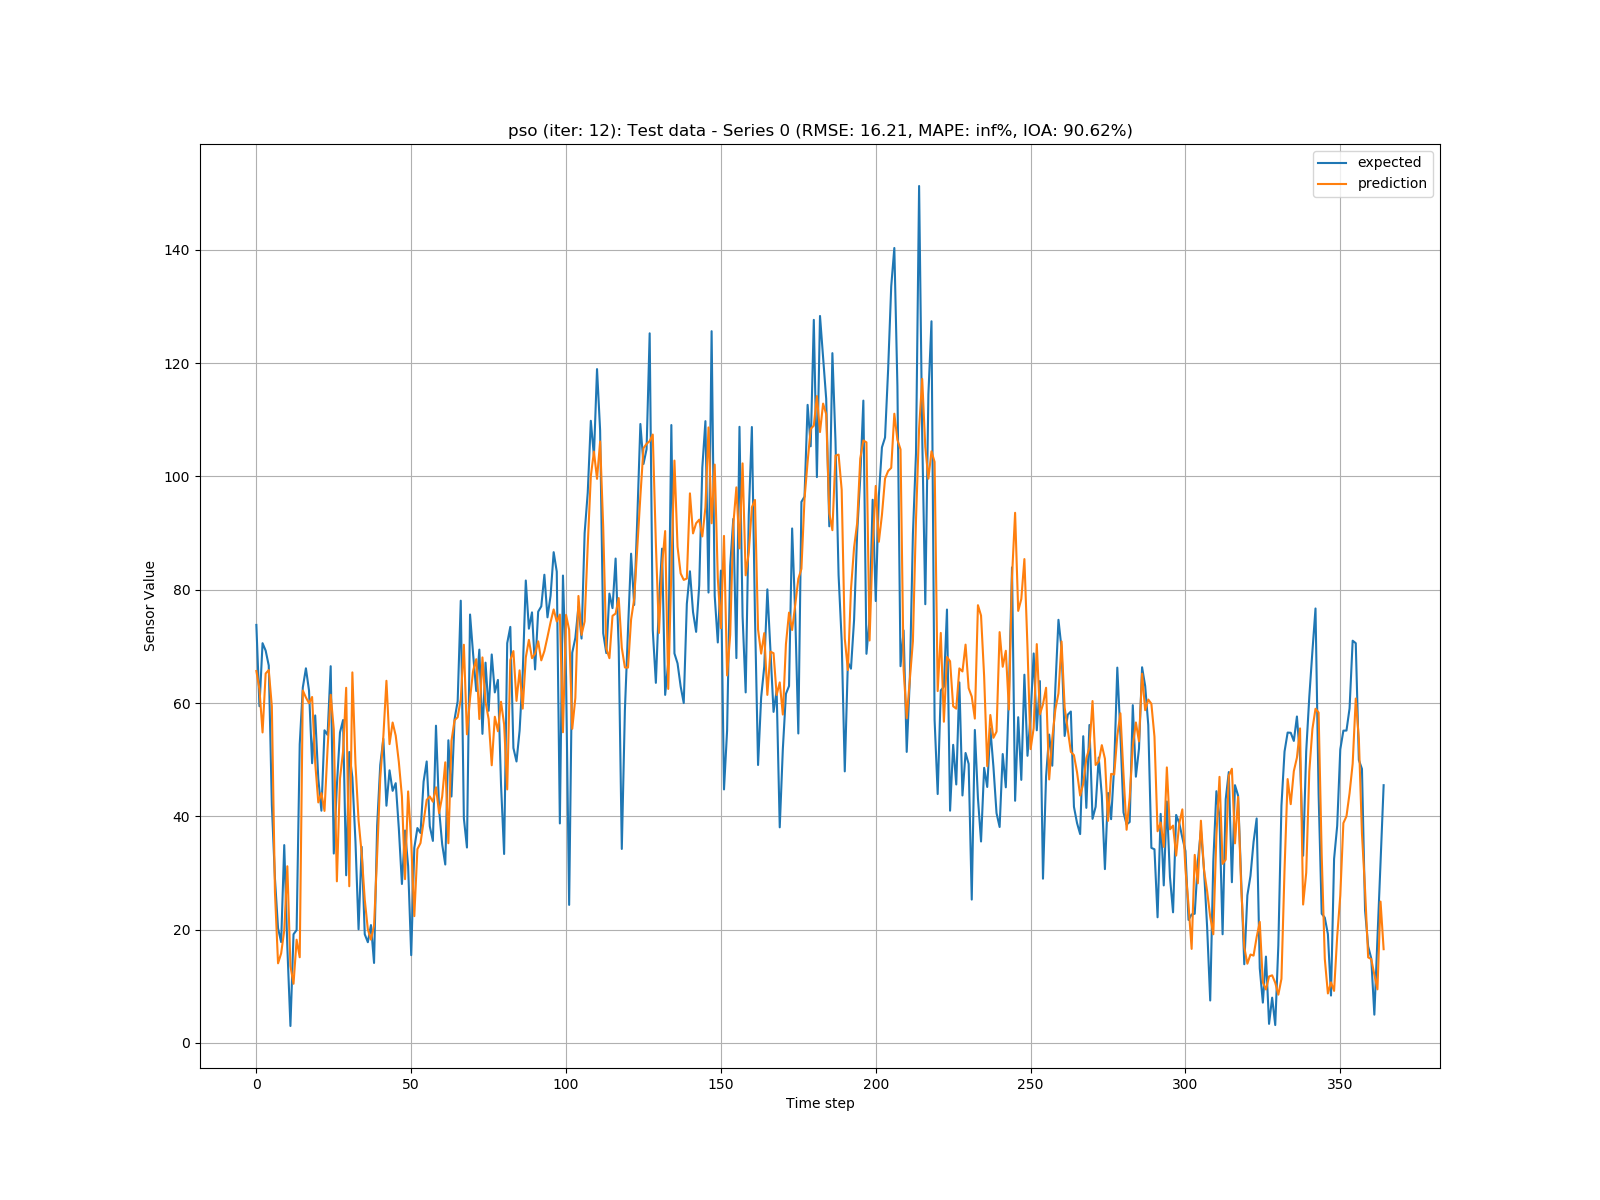 pso (iter: 12): Test data - Series 0 (RMSE: 16.21, MAPE: inf%, IOA: 90.62%)
expected
prediction
Sensor Value
140
120
100
80
60
40
20
0
0 50 100 150 200 250 300 350
Time step